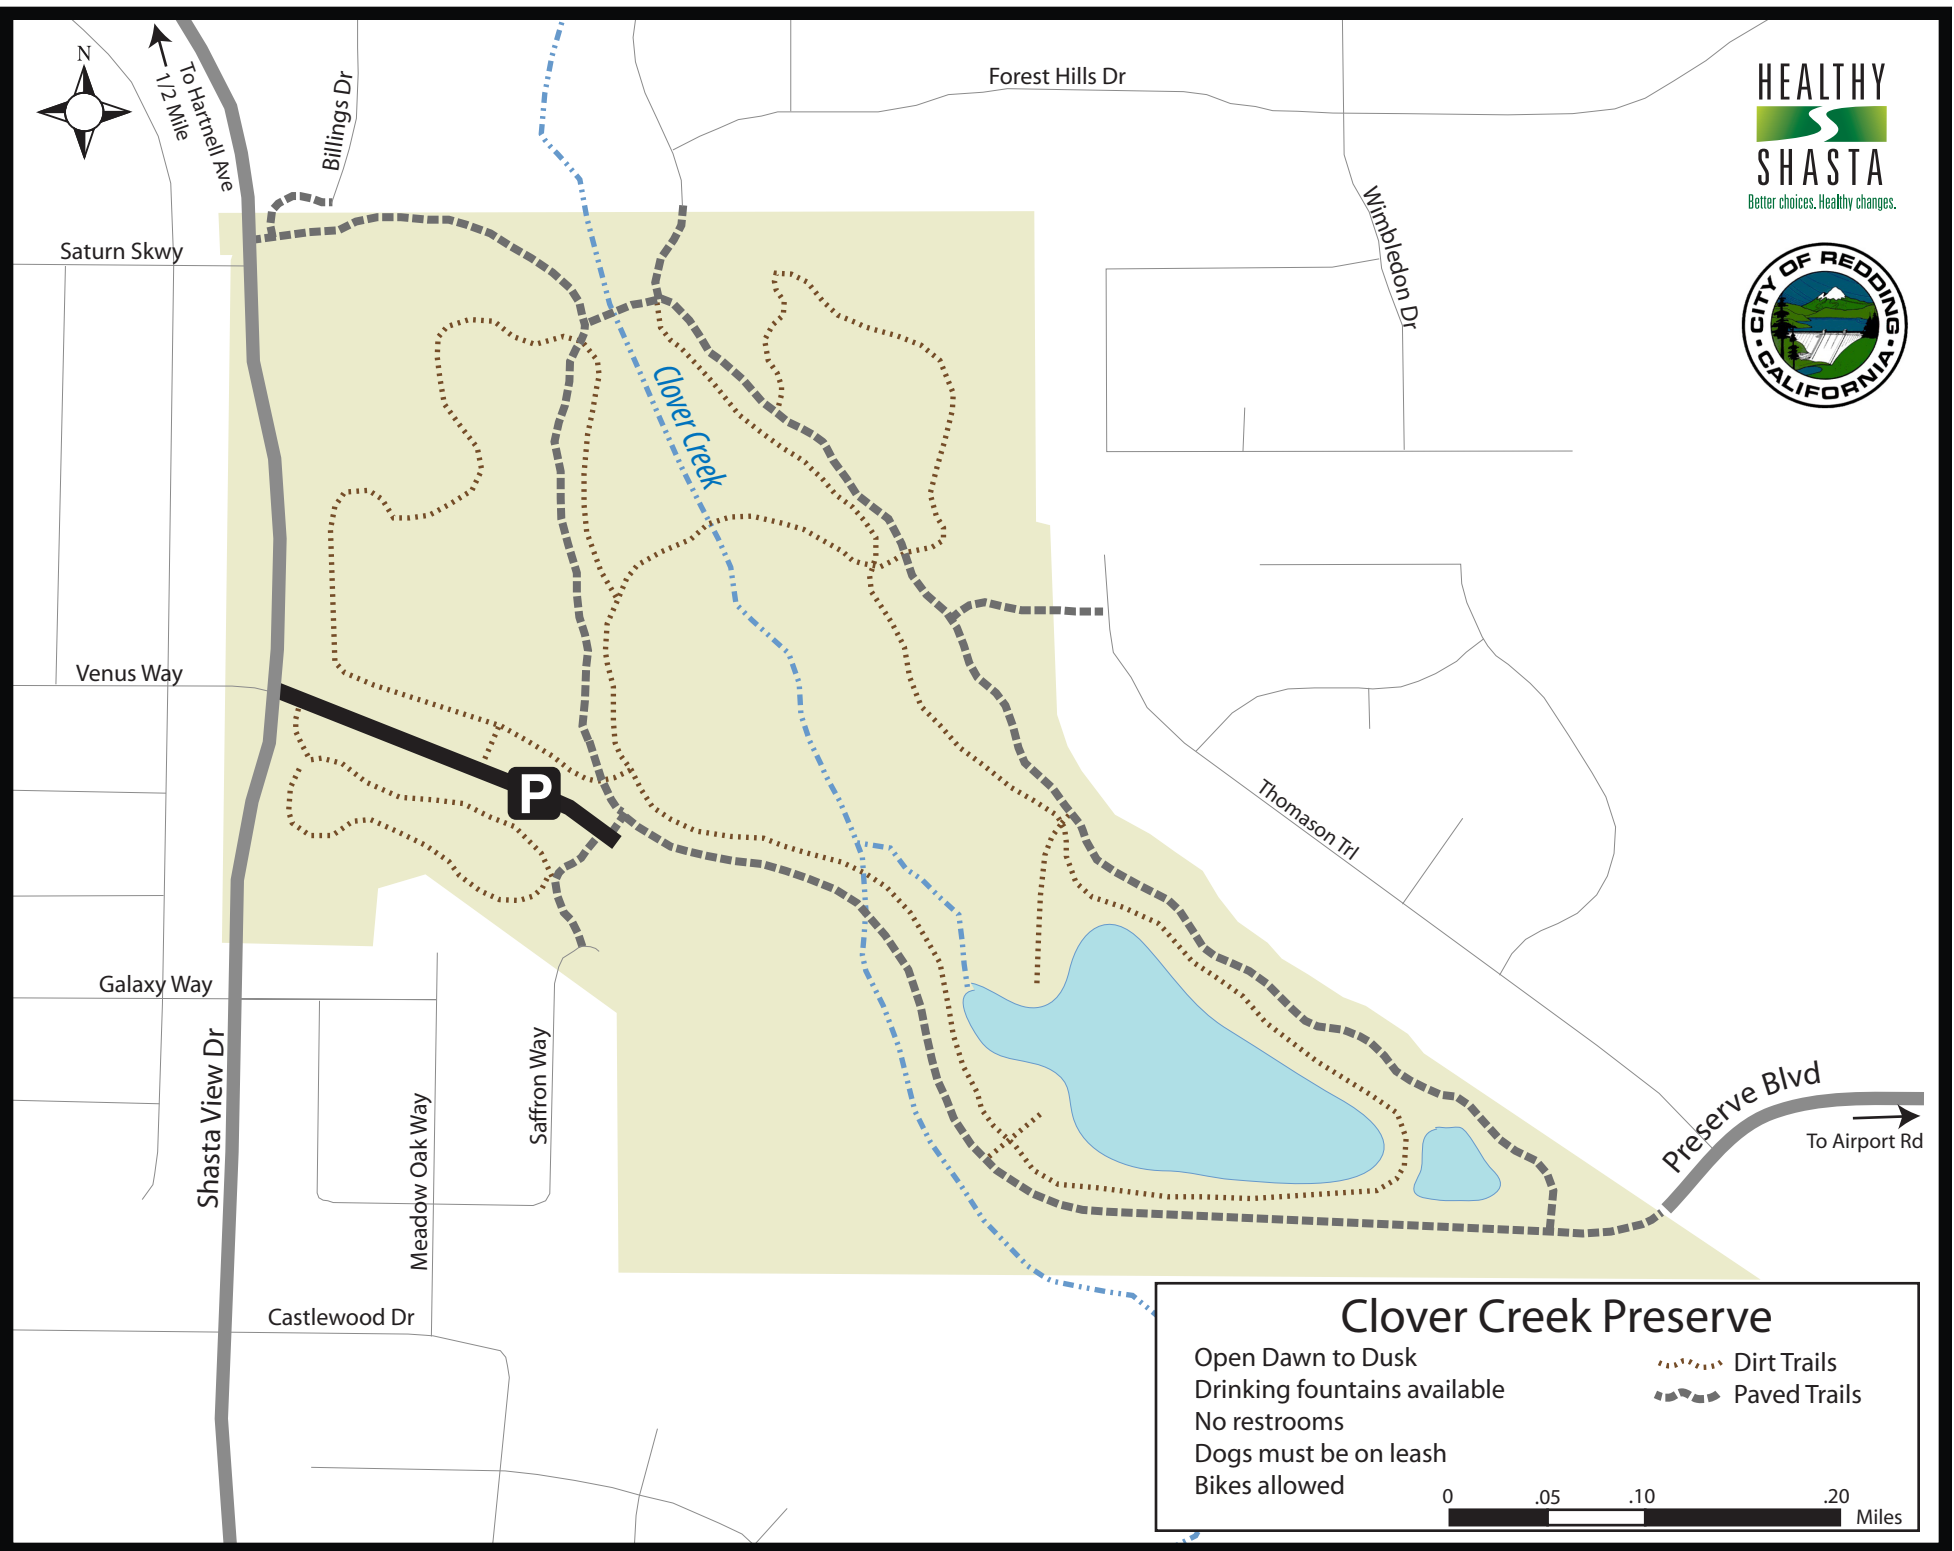 N
To Hartnell Ave
1/2 Mile
Billings Dr
Forest Hills Dr
HEALTHY
SHASTA
Better choices. Healthy changes.
Wimbledon Dr
CITY OF REDDING
• CALIFORNIA •
Saturn Skwy
Clover Creek
Venus Way
P
Thomason Trl
Galaxy Way
Shasta View Dr
Saffron Way
Meadow Oak Way
Preserve Blvd
To Airport Rd
Castlewood Dr
Clover Creek Preserve
Open Dawn to Dusk
Drinking fountains available
No restrooms
Dogs must be on leash
Bikes allowed
Dirt Trails
Paved Trails
0 .05 .10 .20
Miles